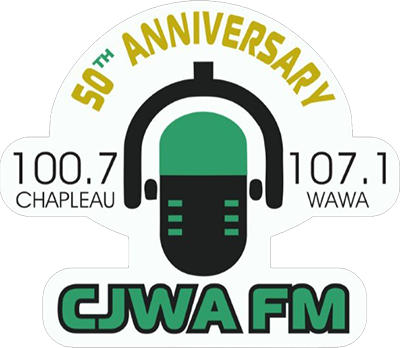 50TH ANNIVERSARY
100.7
CHAPLEAU
107.1
WAWA
CJWA FM